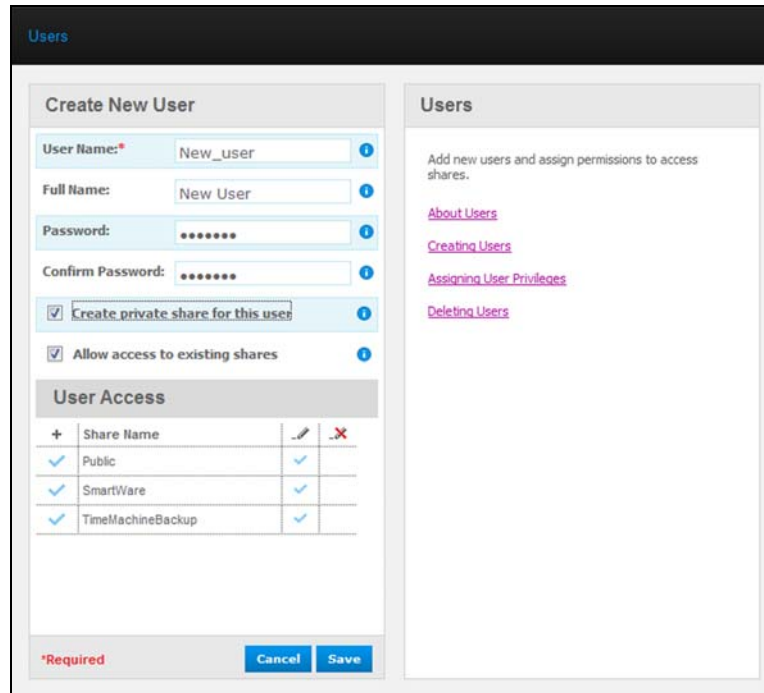 Users
Create New User
User Name:*
New_user
Full Name:
New User
Password:
•••••••
Confirm Password:
•••••••
Create private share for this user
Allow access to existing shares
User Access
+ Share Name
Public
SmartWare
TimeMachineBackup
*Required
Cancel Save
Users
Add new users and assign permissions to access
shares.
About Users
Creating Users
Assigning User Privileges
Deleting Users